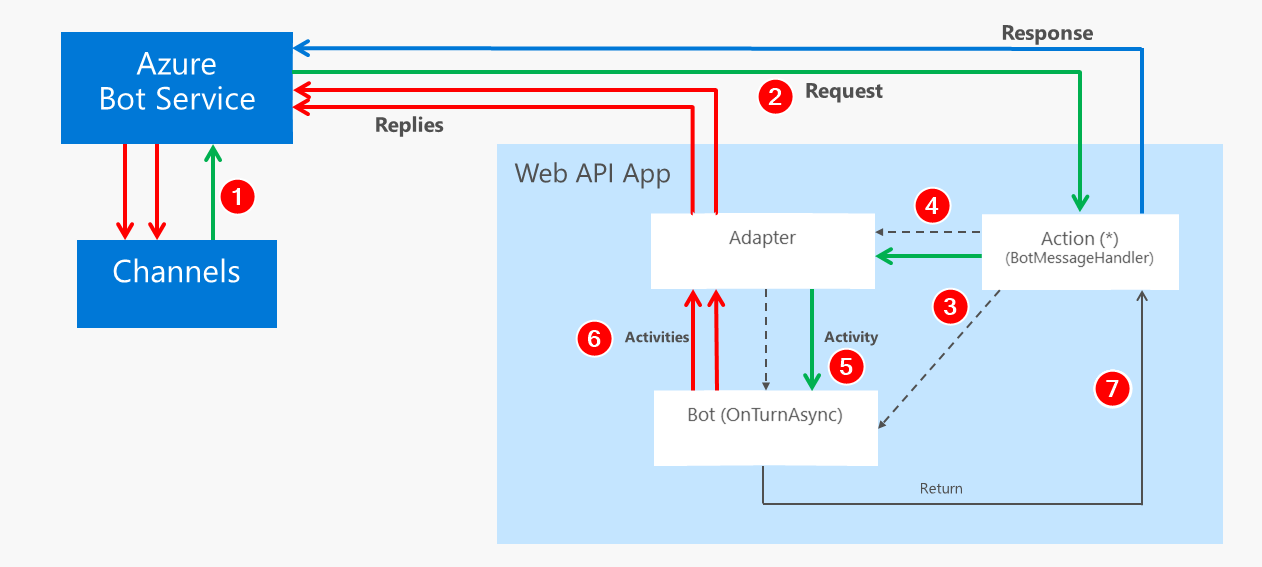 Response
Azure
Bot Service
2
Request
Replies
1
Web API App
4
Adapter
Action (*)
(BotMessageHandler)
Channels
3
6
Activities
Activity
5
7
Bot (OnTurnAsync)
Return